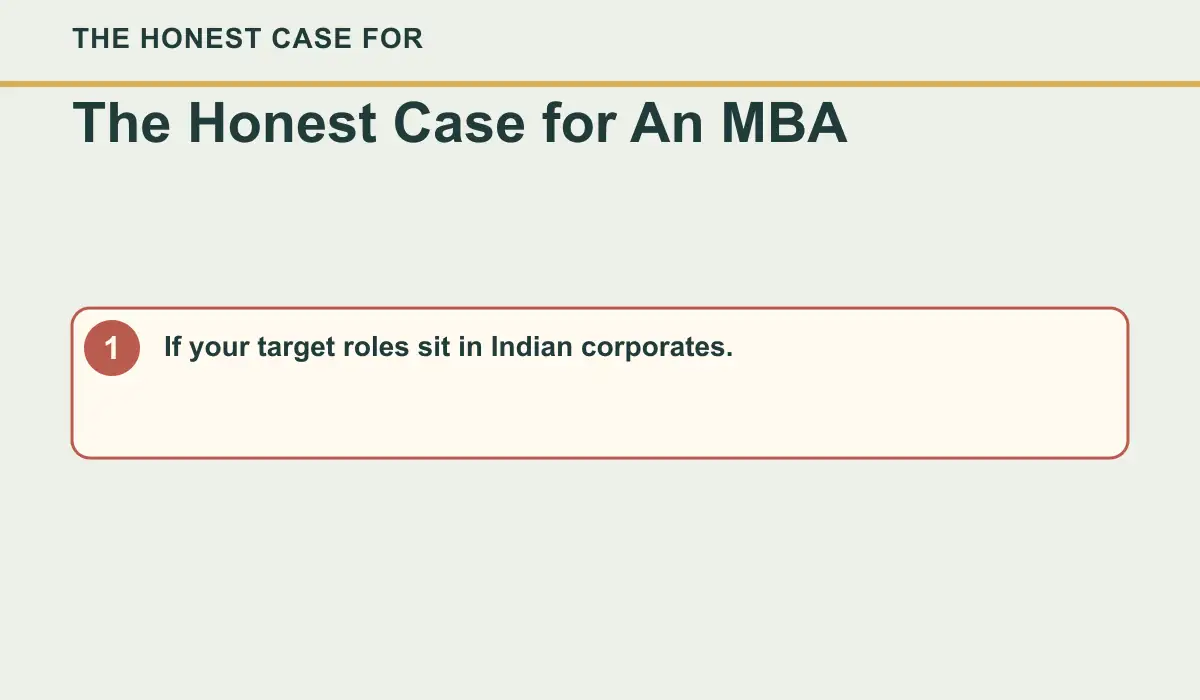 THE HONEST CASE FOR
The Honest Case for An MBA
1 If your target roles sit in Indian corporates.